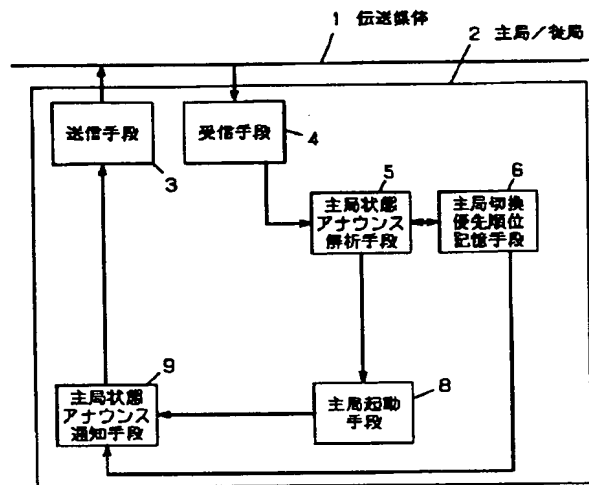 1 伝送媒体
2 主局／従局
送信手段
3
受信手段
4
5
主局状態
アナウンス
解析手段
6
主局切換
優先順位
記憶手段
9
主局状態
アナウンス
通知手段
主局起動
手段
8